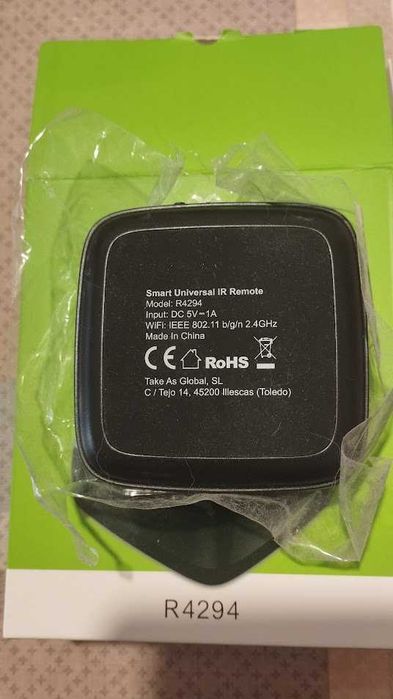 Smart Universal IR Remote
Model: R4294
Input: DC 5V⎓1A
WiFi: IEEE 802.11 b/g/n 2.4GHz
Made In China
CE RoHS
Take As Global, SL
C / Tejo 14, 45200 Illescas (Toledo)
R4294